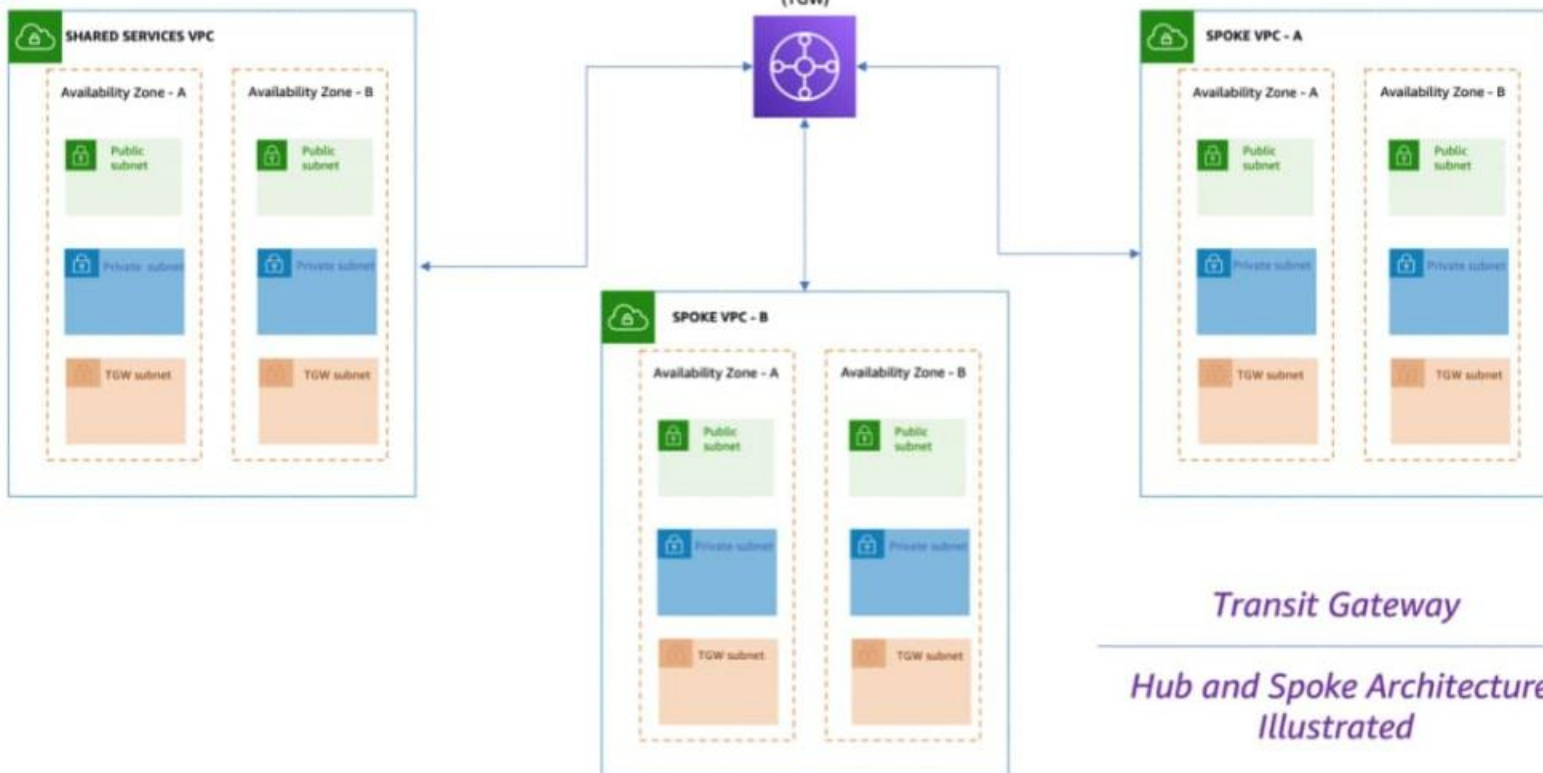 (TGW)
SHARED SERVICES VPC
Availability Zone - A
Availability Zone - B
Public
subnet
Public
subnet
Private subnet
Private subnet
TGW subnet
TGW subnet
SPOKE VPC - A
Availability Zone - A
Availability Zone - B
Public
subnet
Public
subnet
Private subnet
Private subnet
TGW subnet
TGW subnet
SPOKE VPC - B
Availability Zone - A
Availability Zone - B
Public
subnet
Public
subnet
Private subnet
Private subnet
TGW subnet
TGW subnet
Transit Gateway
Hub and Spoke Architecture
Illustrated